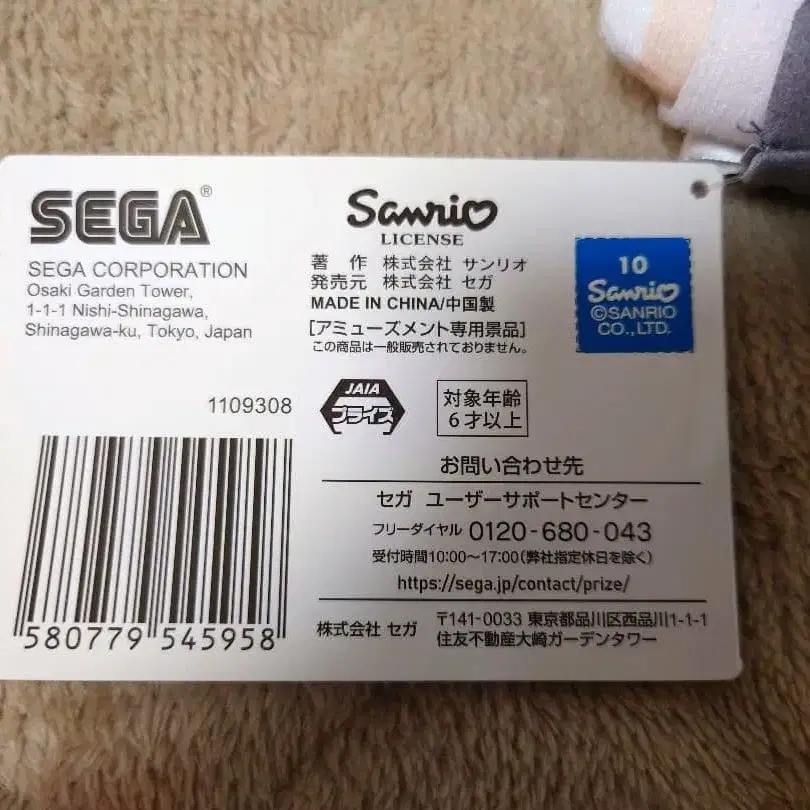 SEGA®
SEGA CORPORATION
Osaki Garden Tower,
1-1-1 Nishi-Shinagawa,
Shinagawa-ku, Tokyo, Japan
1109308
580779 545958
Sanrio
LICENSE
著 作 株式会社 サンリオ
発売元 株式会社 セガ
MADE IN CHINA/中国製
[アミューズメント専用景品]
この商品は一般販売されておりません。
10
Sanrio
©SANRIO
CO.,LTD.
JAIA
プライズ
対象年齢
6才以上
お問い合わせ先
セガ ユーザーサポートセンター
フリーダイヤル 0120-680-043
受付時間10:00~17:00(弊社指定休日を除く)
https://sega.jp/contact/prize/
株式会社 セガ
〒141-0033 東京都品川区西品川1-1-1
住友不動産大崎ガーデンタワー